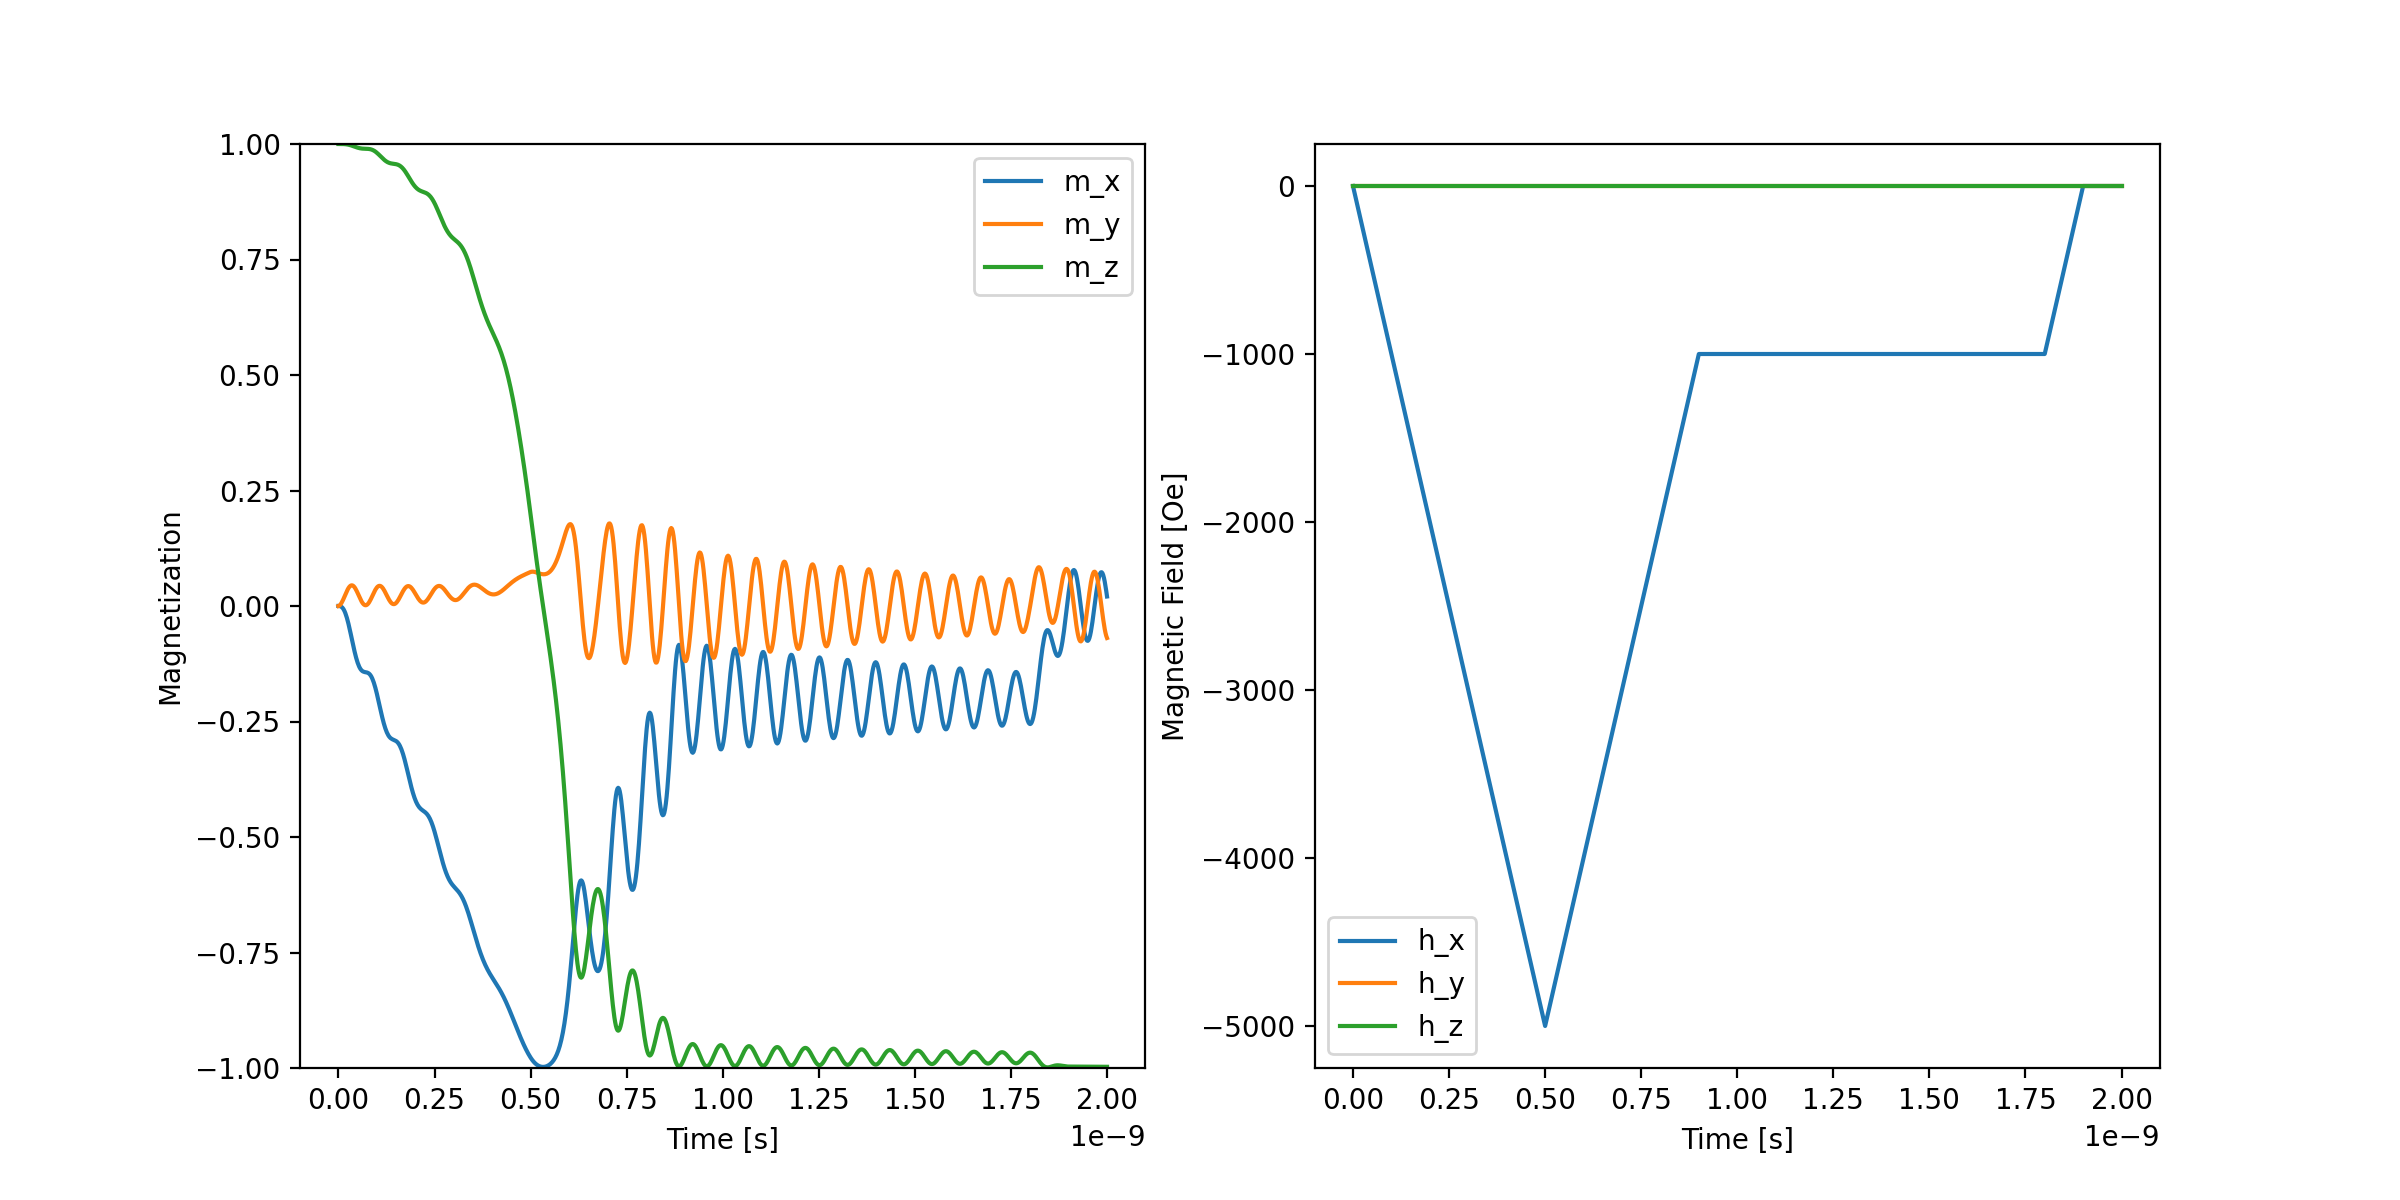 Magnetization
1.00
0.75
0.50
0.25
0.00
−0.25
−0.50
−0.75
−1.00
m_x
m_y
m_z
0.00 0.25 0.50 0.75 1.00 1.25 1.50 1.75 2.00
Time [s]
1e−9
Magnetic Field [Oe]
0
−1000
−2000
−3000
−4000
−5000
h_x
h_y
h_z
0.00 0.25 0.50 0.75 1.00 1.25 1.50 1.75 2.00
Time [s]
1e−9